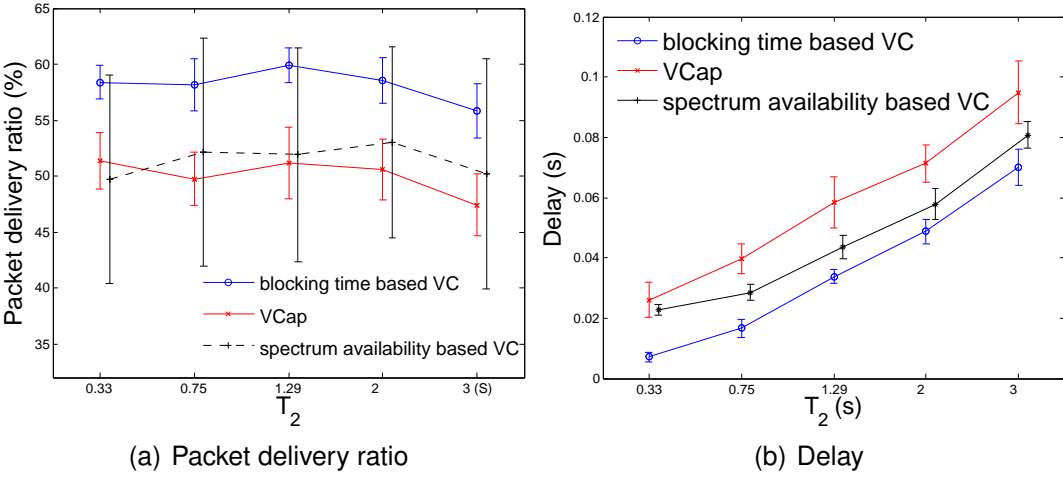 65
60
55
50
45
40
35
Packet delivery ratio (%)
blocking time based VC
VCap
spectrum availability based VC
0.33 0.75 1.29 2 3 (S)
T2
(a) Packet delivery ratio
0.12
0.1
0.08
0.06
0.04
0.02
0
Delay (s)
blocking time based VC
VCap
spectrum availability based VC
0.33 0.75 1.29 2 3
T2 (s)
(b) Delay